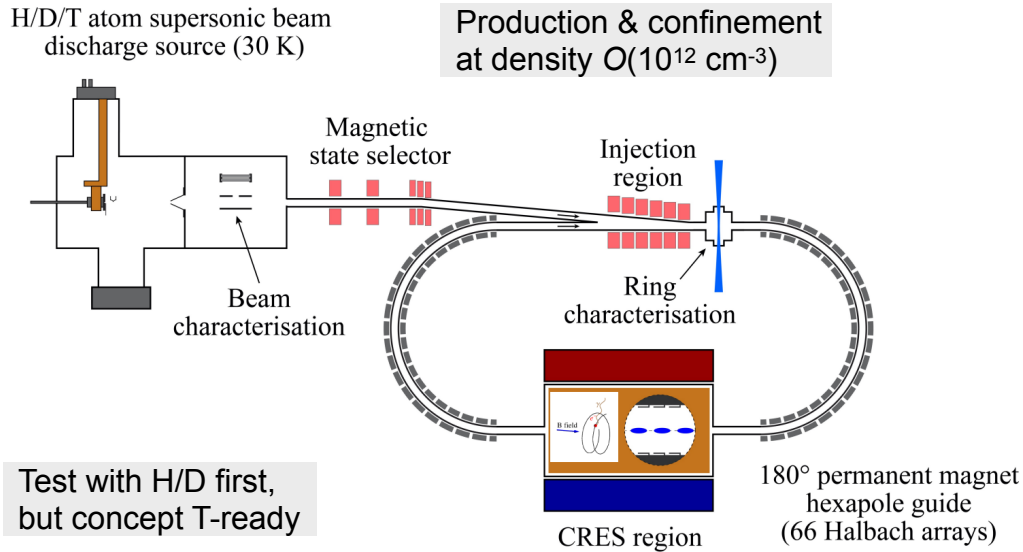 H/D/T atom supersonic beam
discharge source (30 K)
Production & confinement
at density O(10¹² cm⁻³)
Magnetic
state selector
Injection
region
Beam
characterisation
Ring
characterisation
B field
Test with H/D first,
but concept T-ready
CRES region
180° permanent magnet
hexapole guide
(66 Halbach arrays)